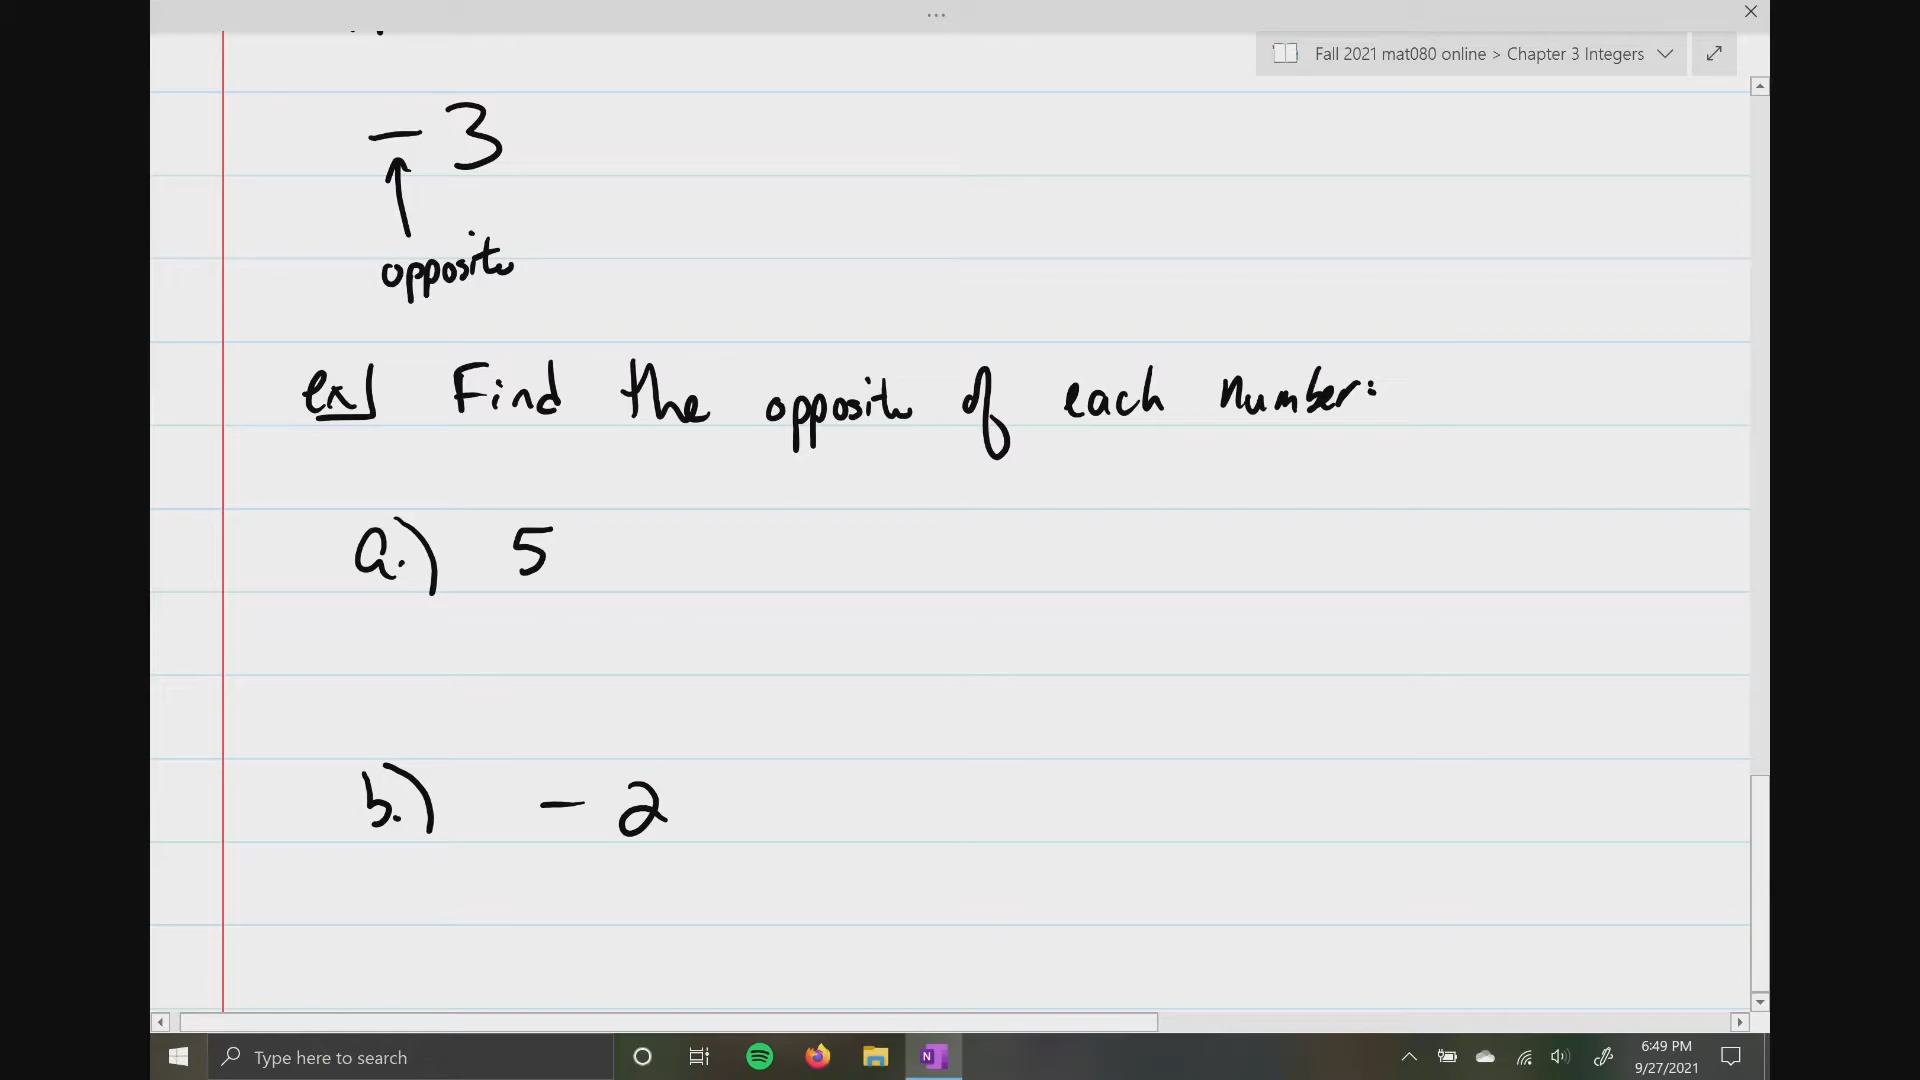 ...
Fall 2021 mat080 online > Chapter 3 Integers
- 3
opposite
ex] Find the opposite of each number:
a.) 5
b.) - 2
Type here to search
6:49 PM
9/27/2021